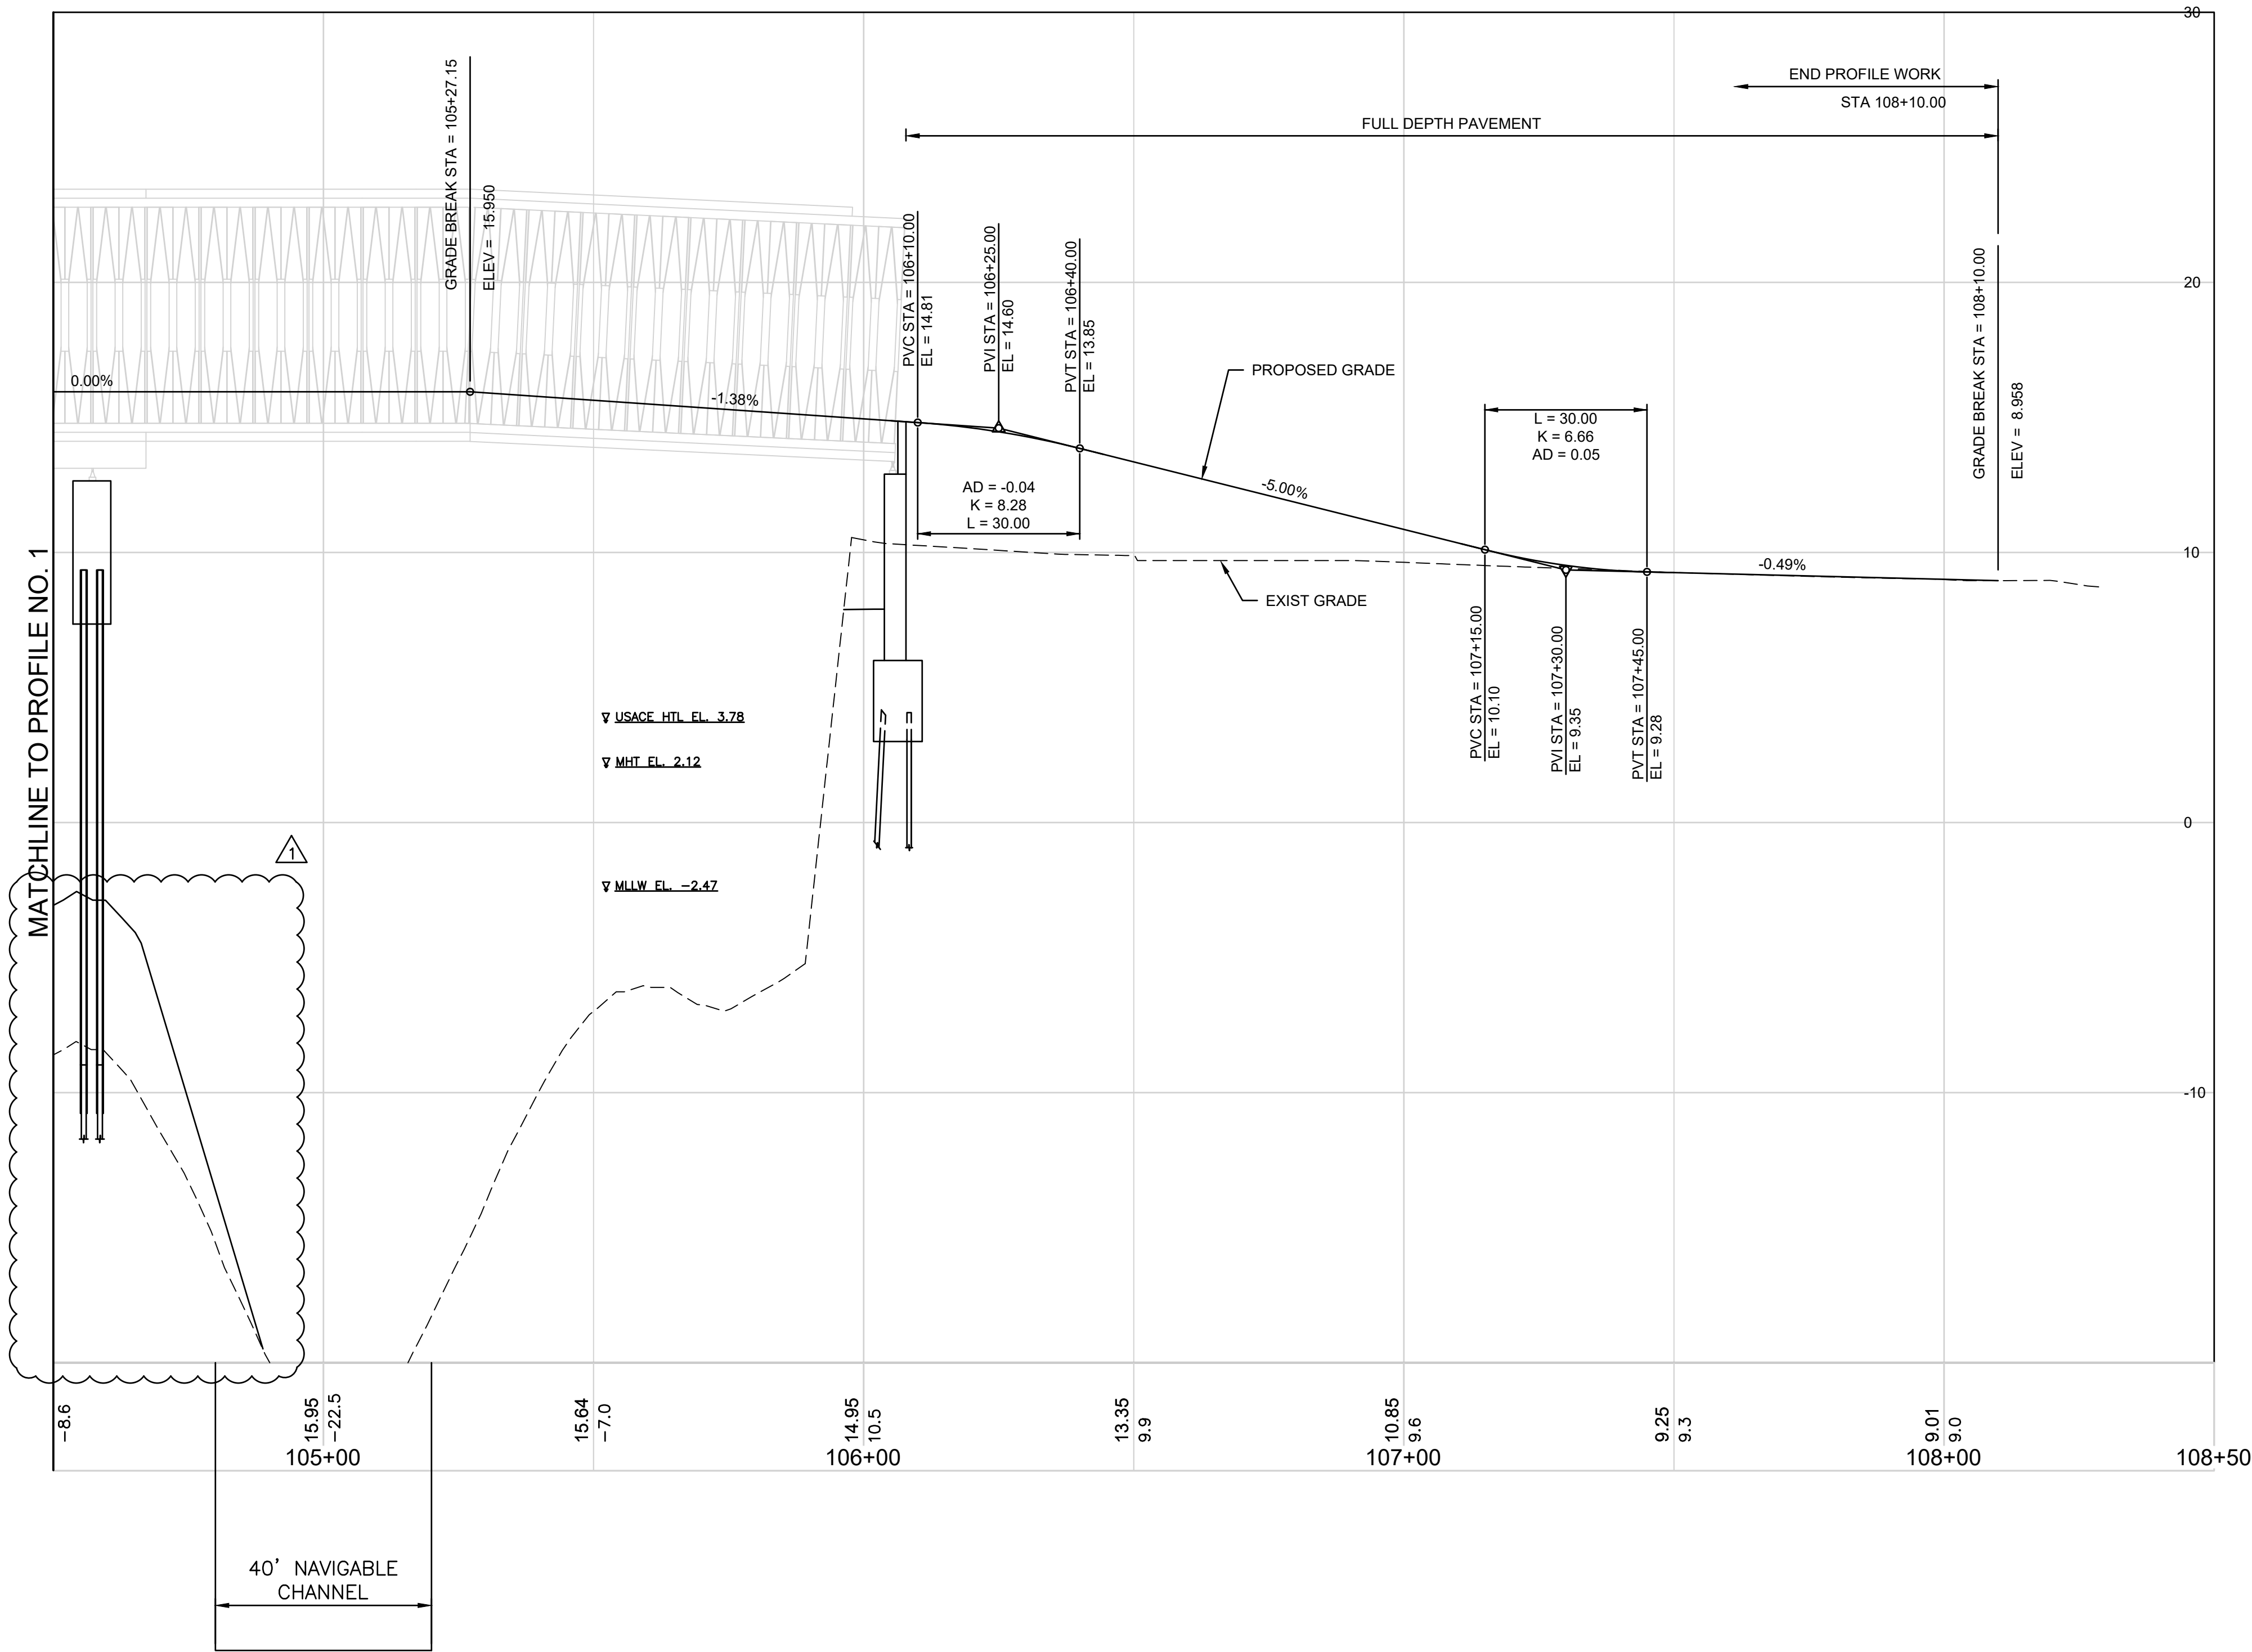 30
END PROFILE WORK
STA 108+10.00
FULL DEPTH PAVEMENT
GRADE BREAK STA = 105+27.15
ELEV = 15.950
PVC STA = 106+10.00
EL = 14.81
PVI STA = 106+25.00
EL = 14.60
PVT STA = 106+40.00
EL = 13.85
GRADE BREAK STA = 108+10.00
ELEV = 8.958
20
0.00%
-1.38%
PROPOSED GRADE
L = 30.00
K = 6.66
AD = 0.05
-5.00%
AD = -0.04
K = 8.28
L = 30.00
10
-0.49%
EXIST GRADE
MATCHLINE TO PROFILE NO. 1
PVC STA = 107+15.00
EL = 10.10
PVI STA = 107+30.00
EL = 9.35
PVT STA = 107+45.00
EL = 9.28
USACE HTL EL. 3.78
MHT EL. 2.12
0
1
MLLW EL. -2.47
-10
-8.6
15.95
-22.5
15.64
-7.0
14.95
10.5
13.35
9.9
10.85
9.6
9.25
9.3
9.01
9.0
105+00
106+00
107+00
108+00
108+50
40' NAVIGABLE
CHANNEL